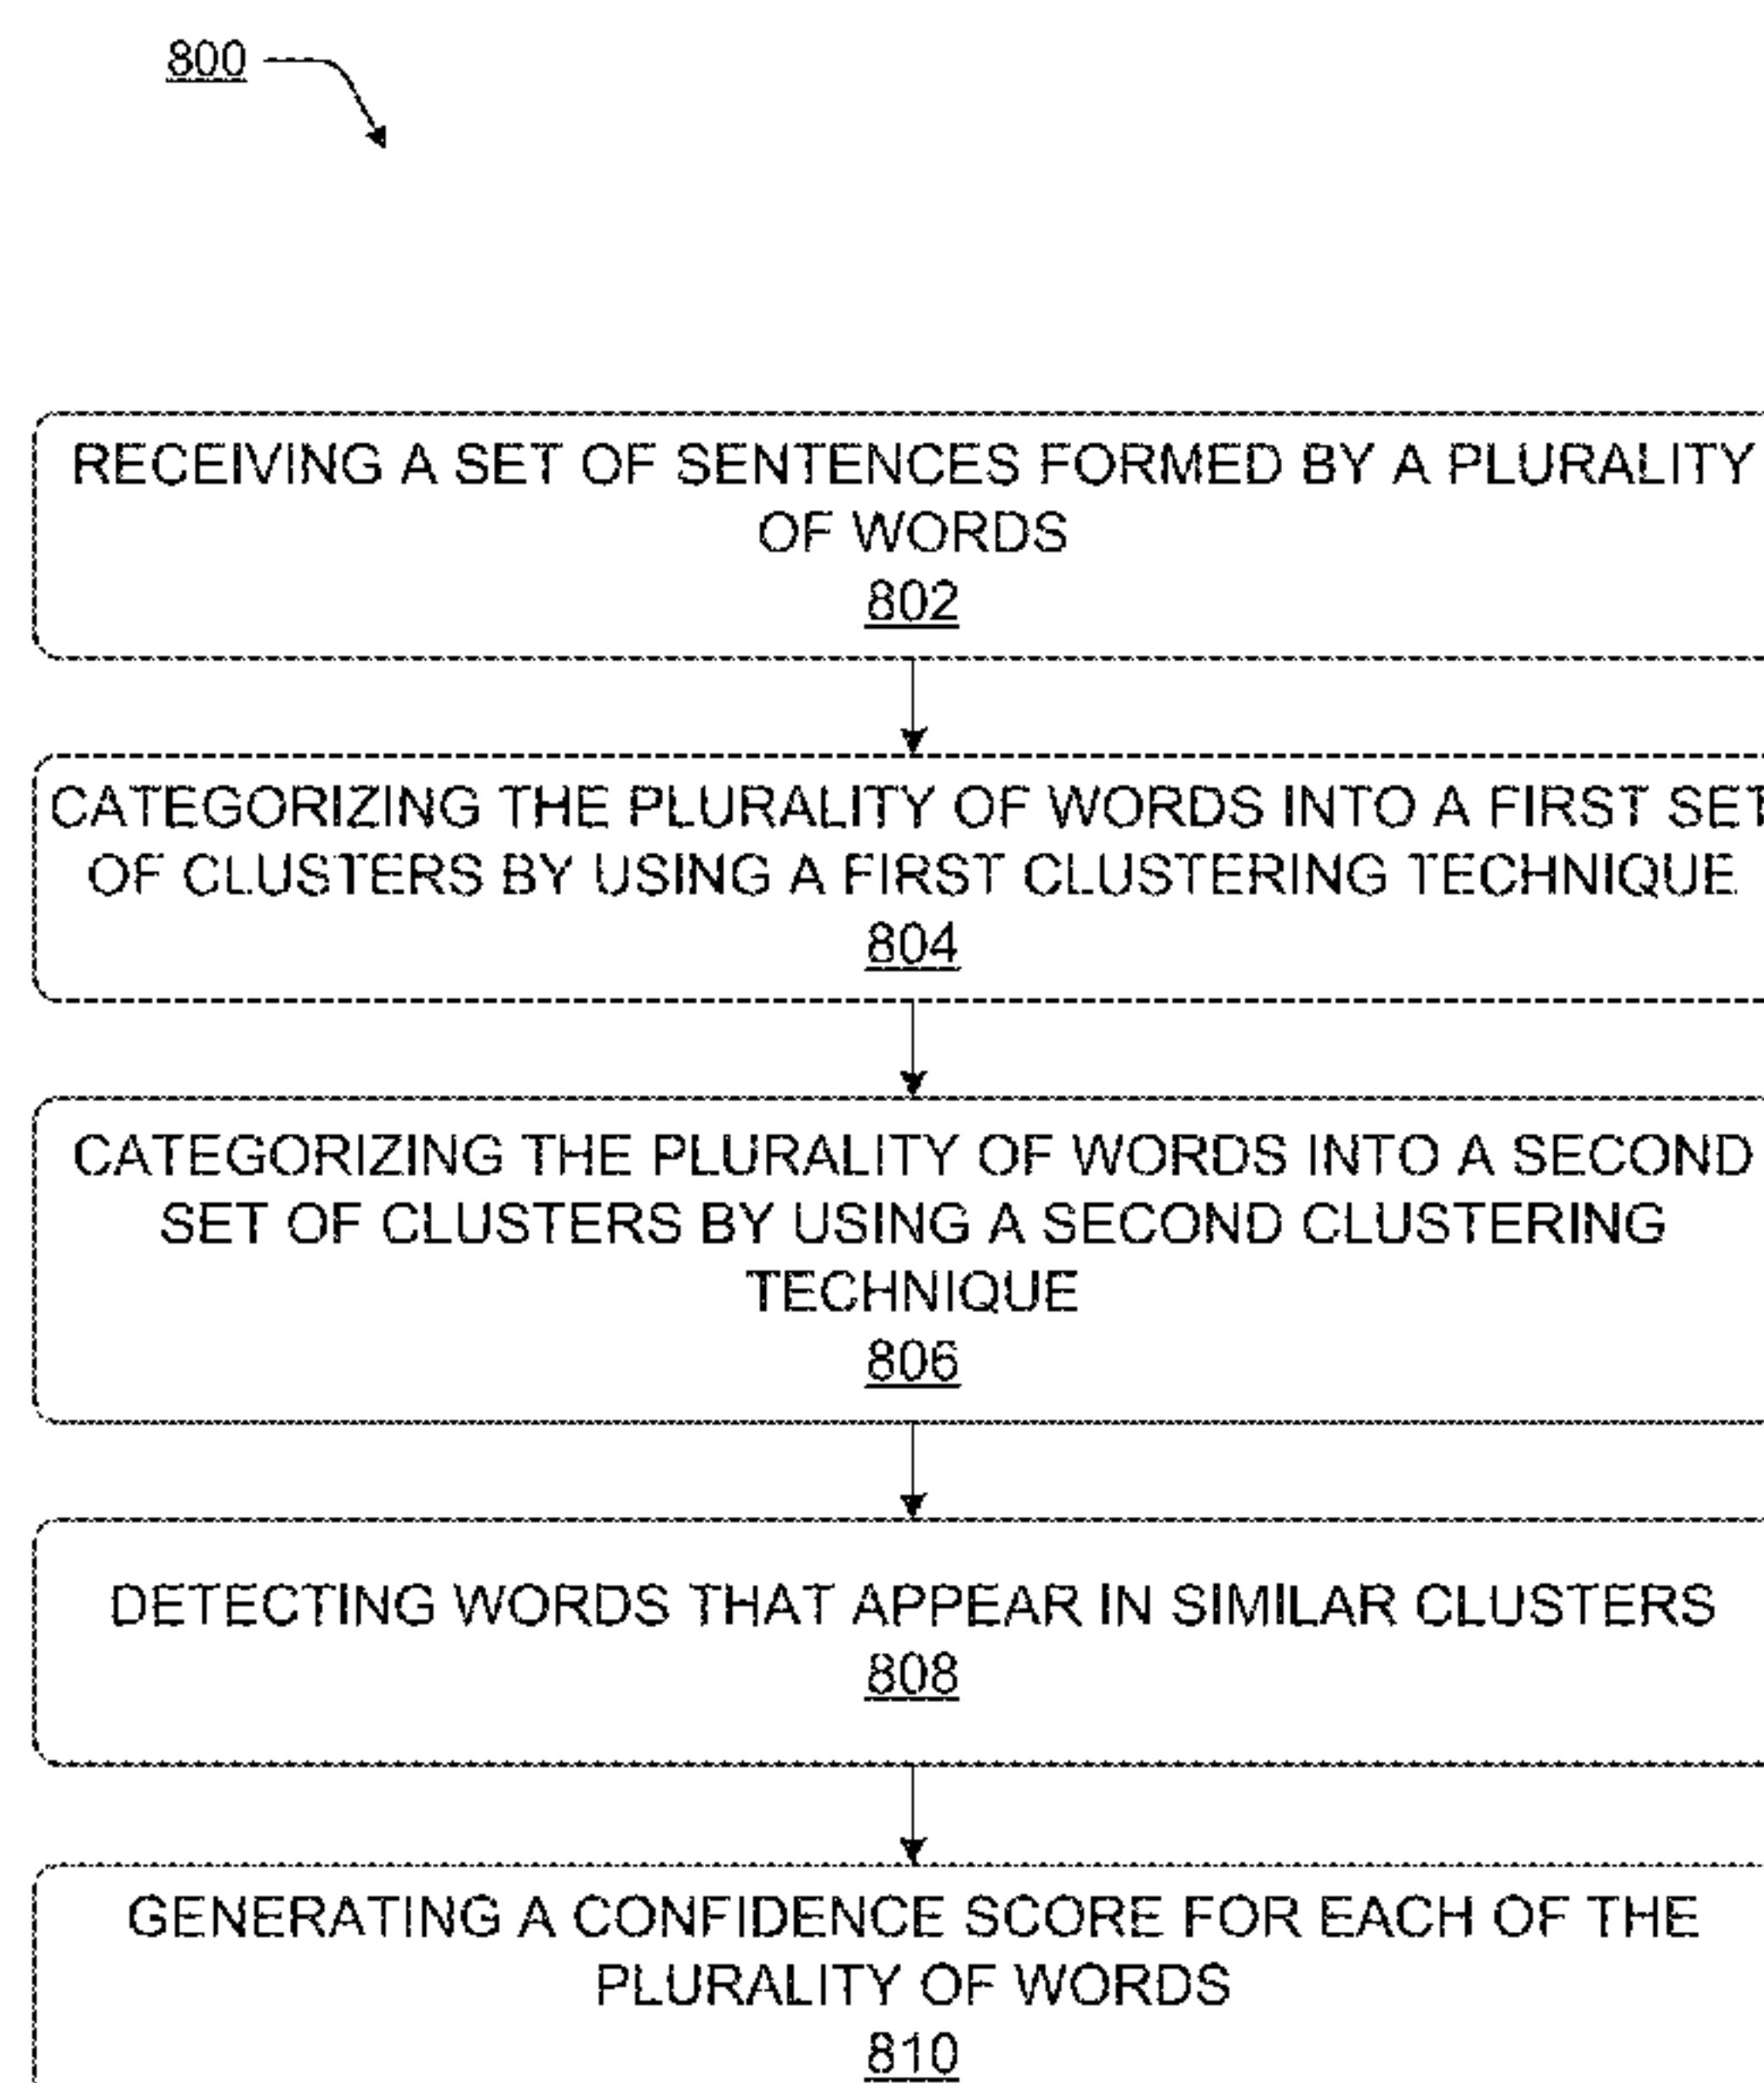 800
RECEIVING A SET OF SENTENCES FORMED BY A PLURALITY
OF WORDS
802
CATEGORIZING THE PLURALITY OF WORDS INTO A FIRST SET
OF CLUSTERS BY USING A FIRST CLUSTERING TECHNIQUE
804
CATEGORIZING THE PLURALITY OF WORDS INTO A SECOND
SET OF CLUSTERS BY USING A SECOND CLUSTERING
TECHNIQUE
806
DETECTING WORDS THAT APPEAR IN SIMILAR CLUSTERS
808
GENERATING A CONFIDENCE SCORE FOR EACH OF THE
PLURALITY OF WORDS
810